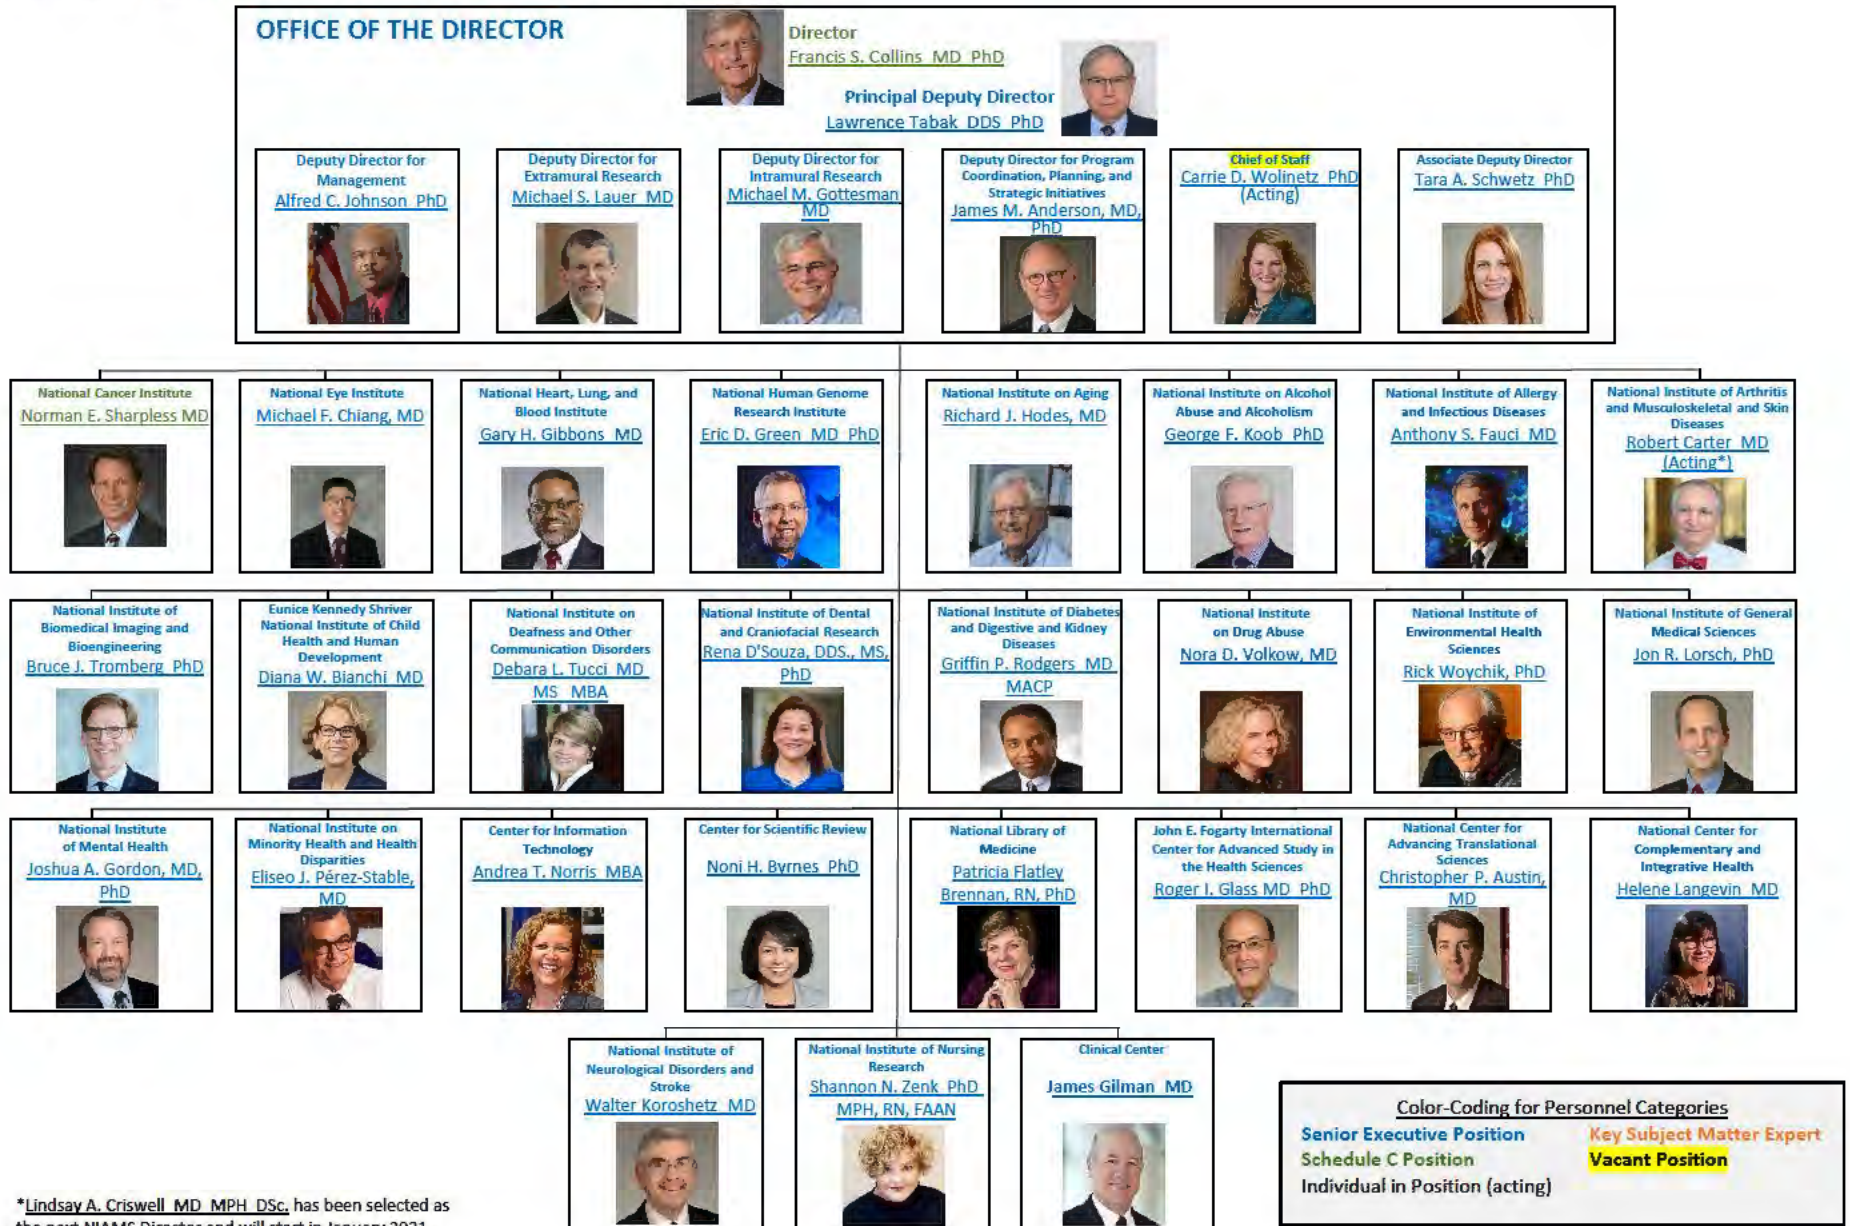 OFFICE OF THE DIRECTOR
Director
Francis S. Collins MD PhD
Principal Deputy Director
Lawrence Tabak DDS PhD
Deputy Director for
Management
Alfred C. Johnson PhD
Deputy Director for
Extramural Research
Michael S. Lauer MD
Deputy Director for
Intramural Research
Michael M. Gottesman
MD
Deputy Director for Program
Coordination, Planning, and
Strategic Initiatives
James M. Anderson, MD,
PhD
Chief of Staff
Carrie D. Wolinetz PhD
(Acting)
Associate Deputy Director
Tara A. Schwetz PhD
National Cancer Institute
Norman E. Sharpless MD
National Eye Institute
Michael F. Chiang, MD
National Heart, Lung, and
Blood Institute
Gary H. Gibbons MD
National Human Genome
Research Institute
Eric D. Green MD PhD
National Institute on Aging
Richard J. Hodes, MD
National Institute on Alcohol
Abuse and Alcoholism
George F. Koob PhD
National Institute of Allergy
and Infectious Diseases
Anthony S. Fauci MD
National Institute of Arthritis
and Musculoskeletal and Skin
Diseases
Robert Carter MD
(Acting*)
National Institute of
Biomedical Imaging and
Bioengineering
Bruce J. Tromberg PhD
Eunice Kennedy Shriver
National Institute of Child
Health and Human
Development
Diana W. Bianchi MD
National Institute on
Deafness and Other
Communication Disorders
Debara L. Tucci MD
MS MBA
National Institute of Dental
and Craniofacial Research
Rena D'Souza, DDS., MS,
PhD
National Institute of Diabetes
and Digestive and Kidney
Diseases
Griffin P. Rodgers MD
MACP
National Institute
on Drug Abuse
Nora D. Volkow, MD
National Institute of
Environmental Health
Sciences
Rick Woychik, PhD
National Institute of General
Medical Sciences
Jon R. Lorsch, PhD
National Institute
of Mental Health
Joshua A. Gordon, MD,
PhD
National Institute on
Minority Health and Health
Disparities
Eliseo J. Pérez-Stable,
MD
Center for Information
Technology
Andrea T. Norris MBA
Center for Scientific Review
Noni H. Byrnes PhD
National Library of
Medicine
Patricia Flatley
Brennan, RN, PhD
John E. Fogarty International
Center for Advanced Study in
the Health Sciences
Roger I. Glass MD PhD
National Center for
Advancing Translational
Sciences
Christopher P. Austin,
MD
National Center for
Complementary and
Integrative Health
Helene Langevin MD
National Institute of
Neurological Disorders and
Stroke
Walter Koroshetz MD
National Institute of Nursing
Research
Shannon N. Zenk PhD
MPH, RN, FAAN
Clinical Center
James Gilman MD
Color-Coding for Personnel Categories
Senior Executive Position
Key Subject Matter Expert
Schedule C Position
Vacant Position
Individual in Position (acting)
*Lindsay A. Criswell MD MPH DSc. has been selected as
the next NIAMS Director and will start in January 2021